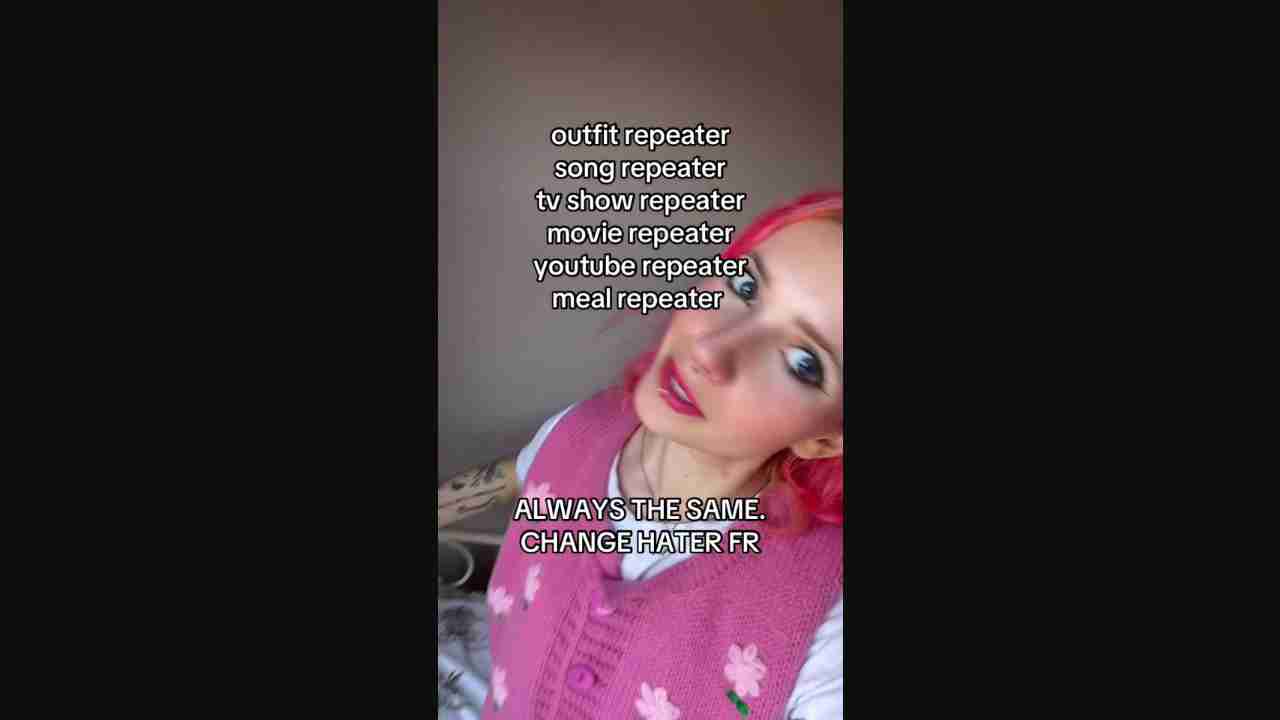 outfit repeater
song repeater
tv show repeater
movie repeater
youtube repeater
meal repeater
ALWAYS THE SAME.
CHANGE HATER FR